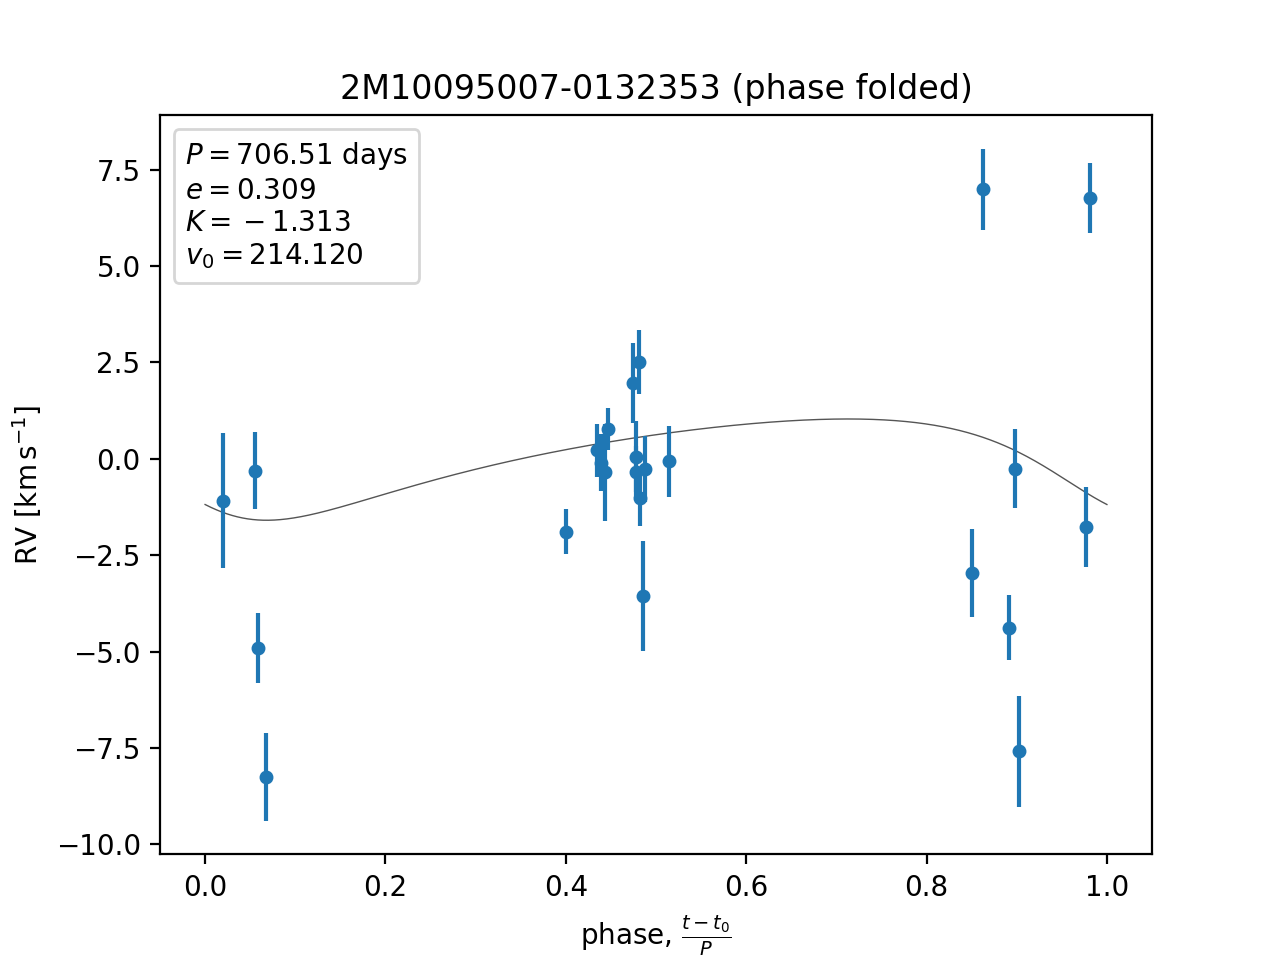 2M10095007-0132353 (phase folded)
P = 706.51 days
e = 0.309
K = −1.313
v₀ = 214.120
7.5
5.0
2.5
0.0
−2.5
−5.0
−7.5
−10.0
RV [km s⁻¹]
0.0 0.2 0.4 0.6 0.8 1.0
phase, (t − t₀)/P